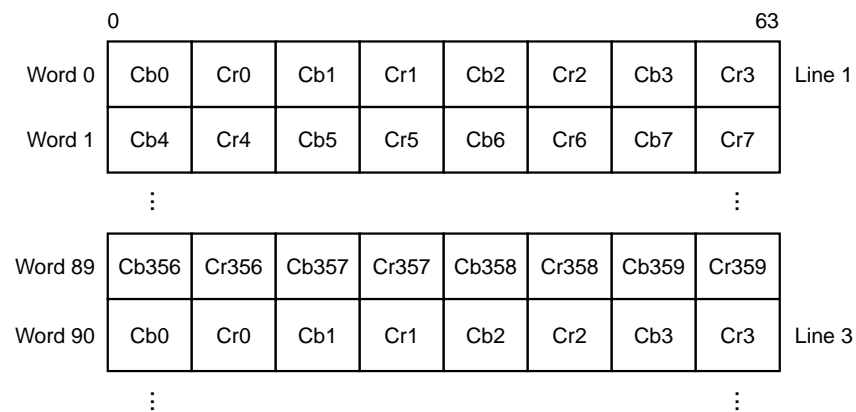 0 63
Word 0 Cb0 Cr0 Cb1 Cr1 Cb2 Cr2 Cb3 Cr3 Line 1
Word 1 Cb4 Cr4 Cb5 Cr5 Cb6 Cr6 Cb7 Cr7
⋮ ⋮
Word 89 Cb356 Cr356 Cb357 Cr357 Cb358 Cr358 Cb359 Cr359
Word 90 Cb0 Cr0 Cb1 Cr1 Cb2 Cr2 Cb3 Cr3 Line 3
⋮ ⋮